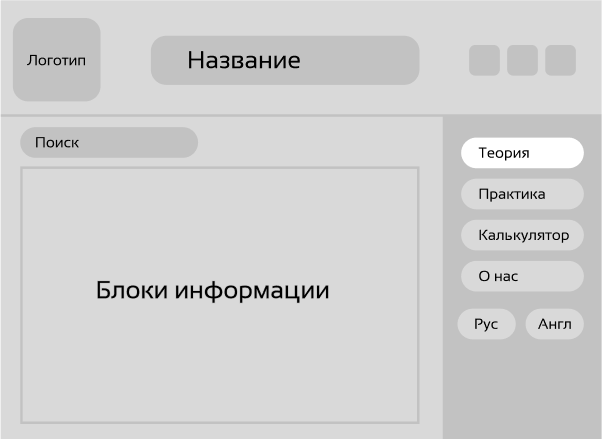 Логотип
Название
Поиск
Блоки информации
Теория
Практика
Калькулятор
О нас
Рус
Англ